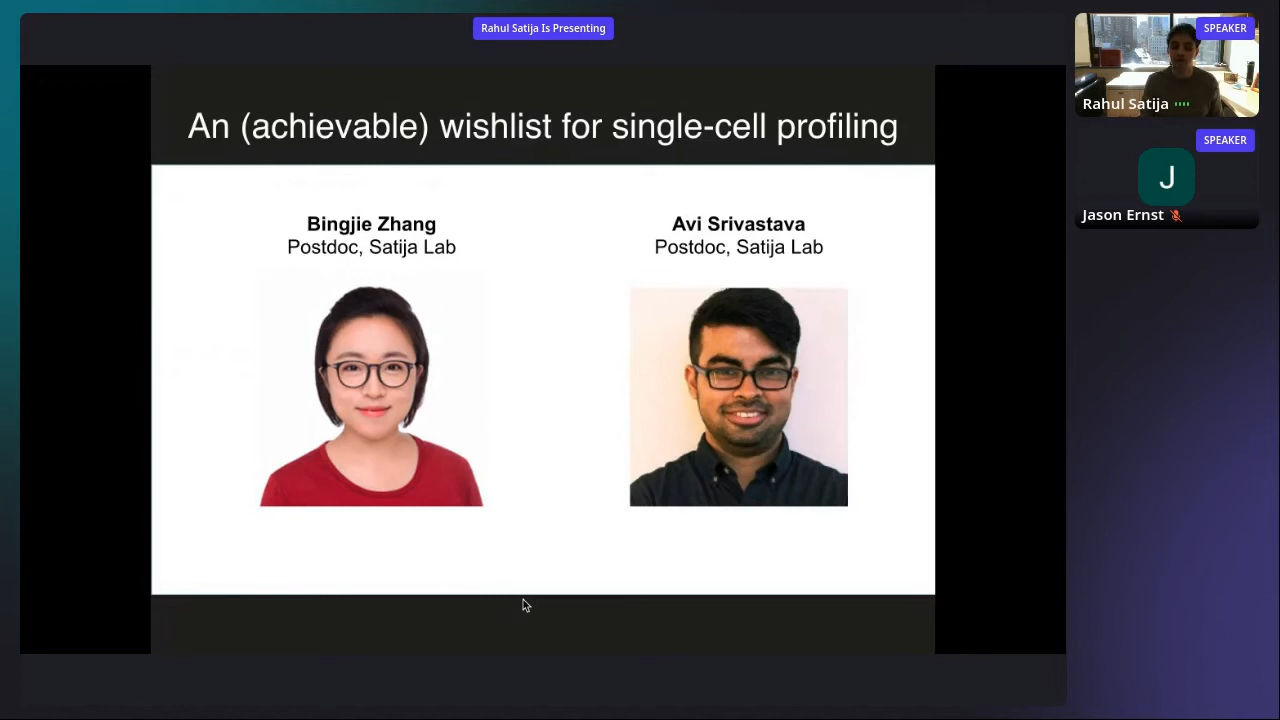 Rahul Satija Is Presenting
An (achievable) wishlist for single-cell profiling
Bingjie Zhang
Postdoc, Satija Lab
Avi Srivastava
Postdoc, Satija Lab
SPEAKER
Rahul Satija
SPEAKER
J
Jason Ernst